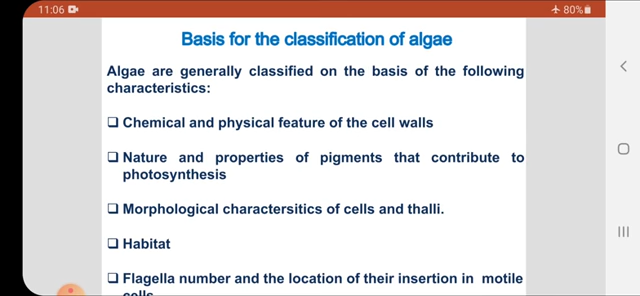 11:06 80%
Basis for the classification of algae
Algae are generally classified on the basis of the following
characteristics:
❑ Chemical and physical feature of the cell walls
❑ Nature and properties of pigments that contribute to
photosynthesis
❑ Morphological charactersitics of cells and thalli.
❑ Habitat
❑ Flagella number and the location of their insertion in motile
cells